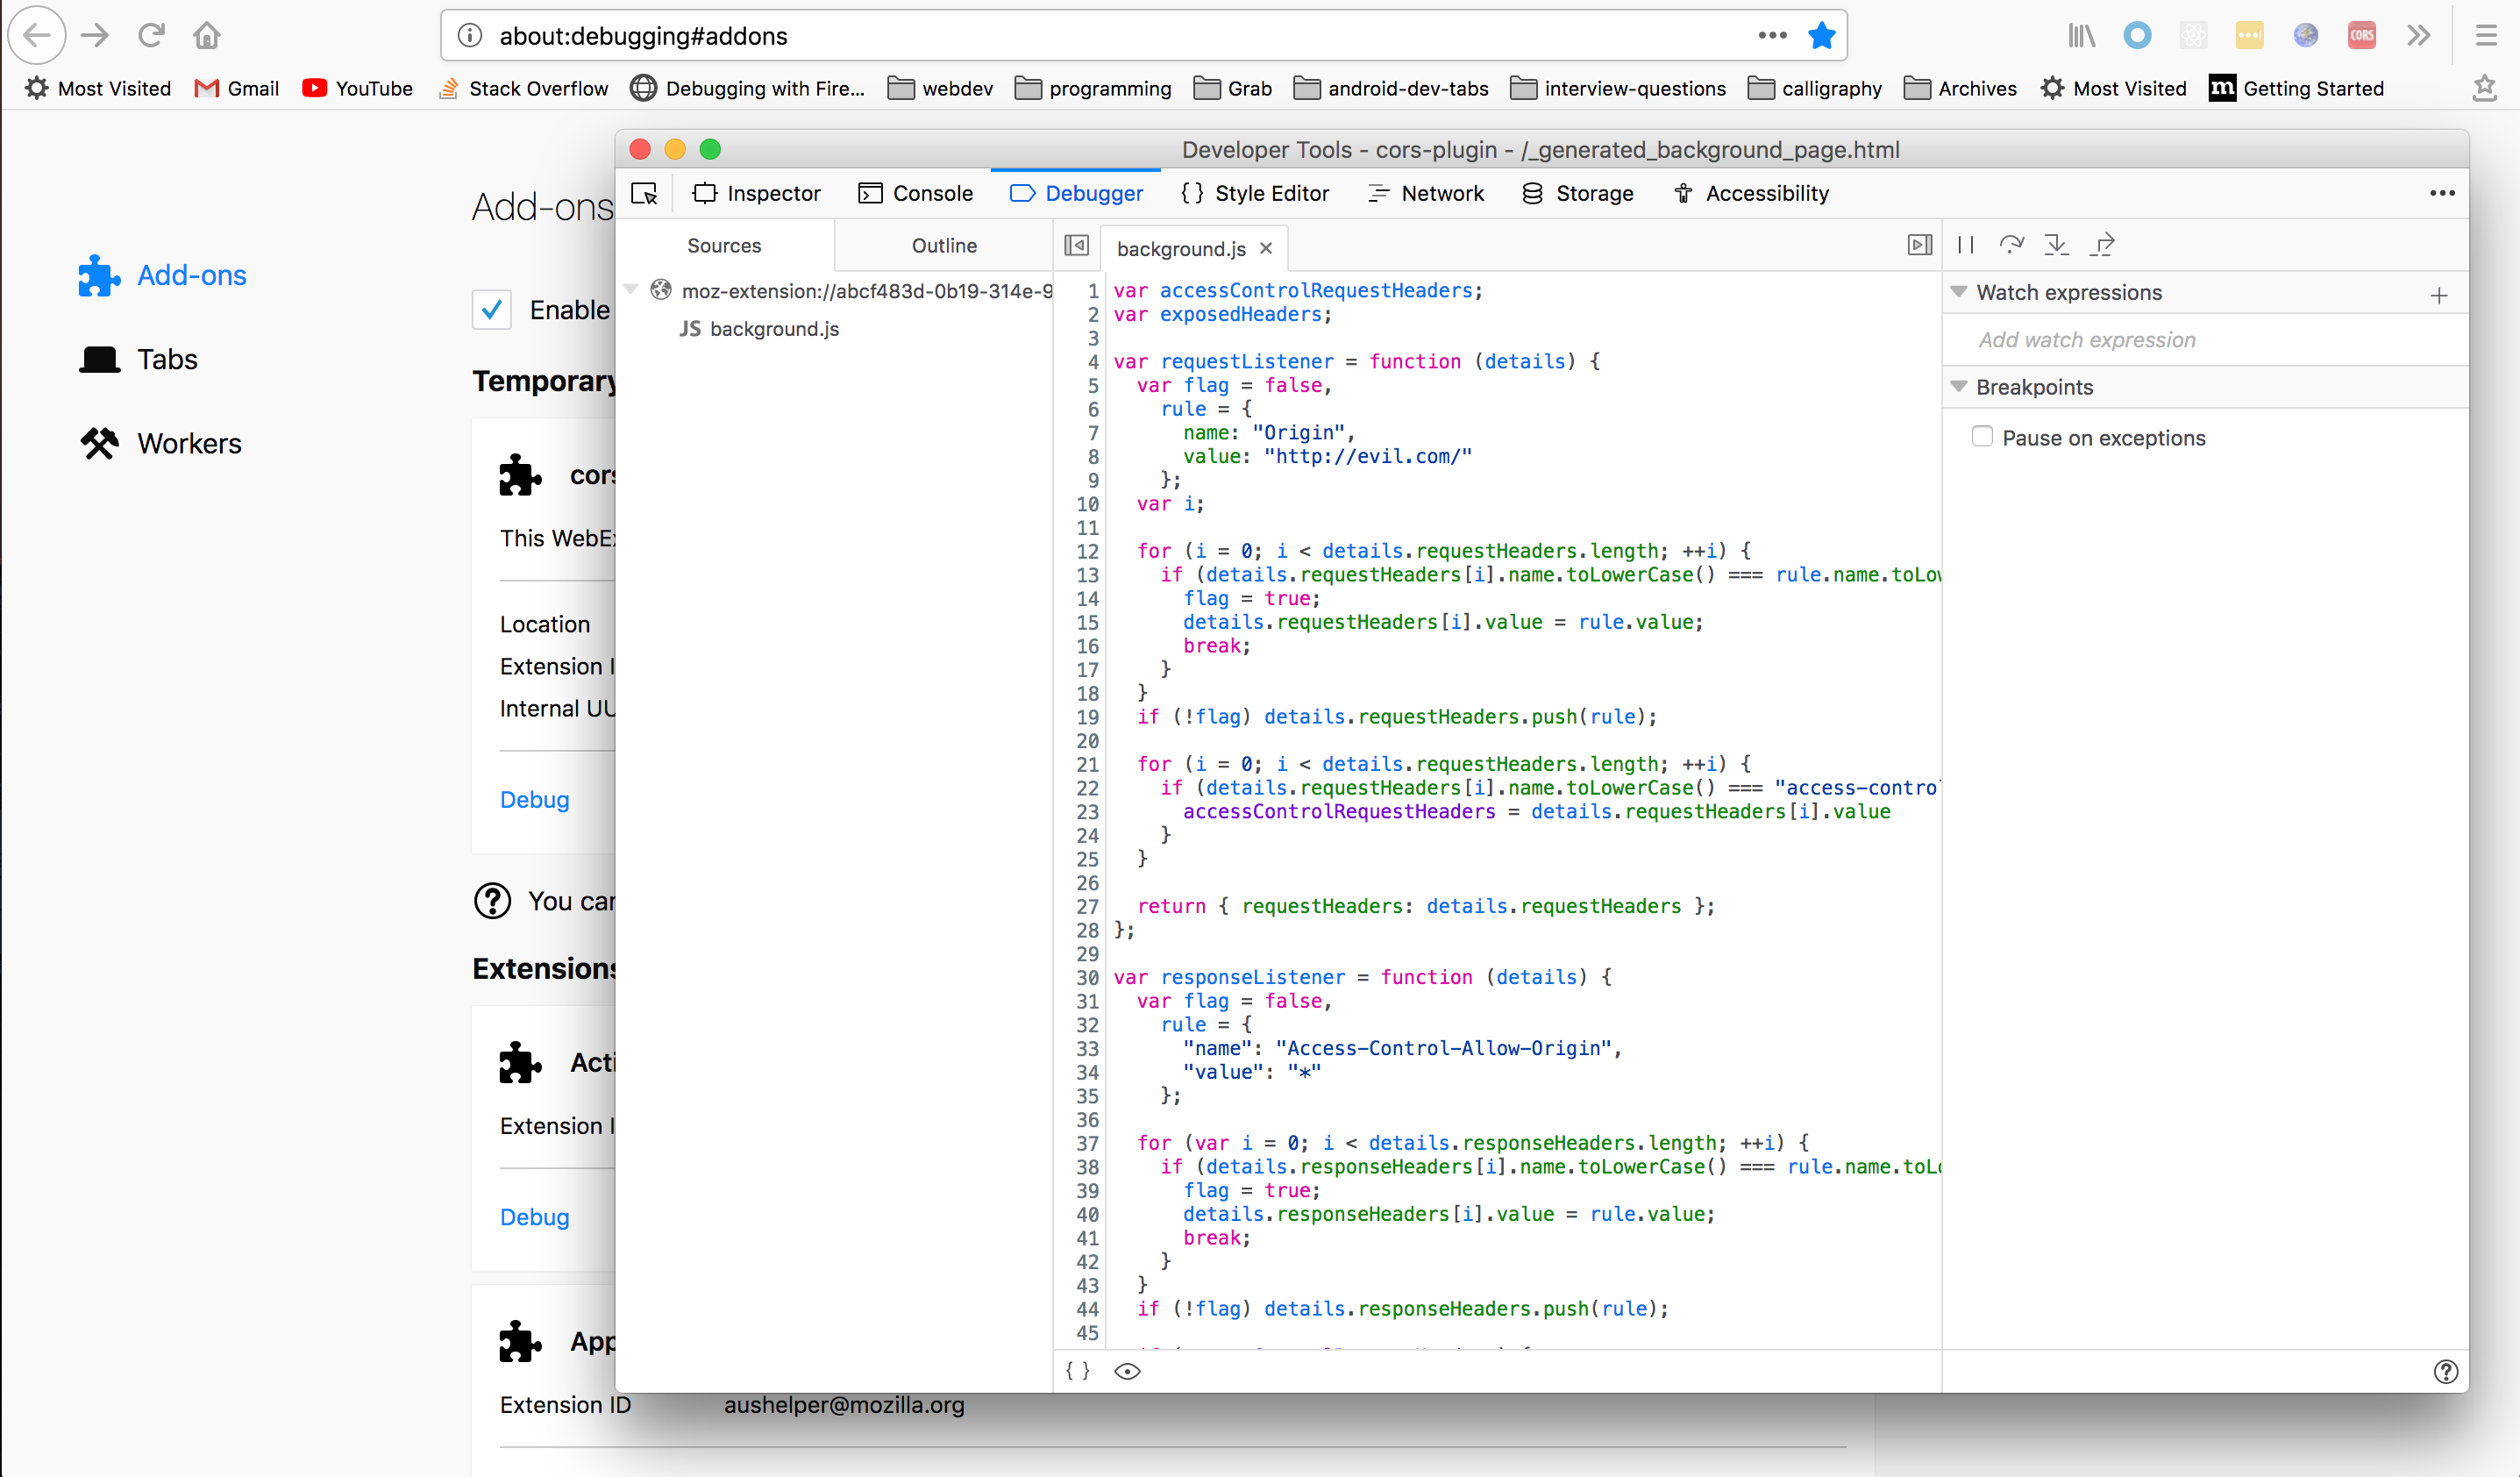 about:debugging#addons
CORS
Most Visited Gmail YouTube Stack Overflow Debugging with Fire... webdev programming Grab android-dev-tabs interview-questions calligraphy Archives Most Visited m Getting Started
Add-ons
Tabs
Workers
Add-ons
Enable
Temporary
cors
This WebEx
Location
Extension I
Internal UU
Debug
You can
Extensions
Acti
Extension I
Debug
App
Extension ID aushelper@mozilla.org
Developer Tools - cors-plugin - /_generated_background_page.html
Inspector Console Debugger { } Style Editor Network Storage Accessibility
Sources Outline
moz-extension://abcf483d-0b19-314e-9
JS background.js
background.js
1 var accessControlRequestHeaders;
2 var exposedHeaders;
3
4 var requestListener = function (details) {
5 var flag = false,
6 rule = {
7 name: "Origin",
8 value: "http://evil.com/"
9 };
10 var i;
11
12 for (i = 0; i < details.requestHeaders.length; ++i) {
13 if (details.requestHeaders[i].name.toLowerCase() === rule.name.toLow
14 flag = true;
15 details.requestHeaders[i].value = rule.value;
16 break;
17 }
18 }
19 if (!flag) details.requestHeaders.push(rule);
20
21 for (i = 0; i < details.requestHeaders.length; ++i) {
22 if (details.requestHeaders[i].name.toLowerCase() === "access-control
23 accessControlRequestHeaders = details.requestHeaders[i].value
24 }
25 }
26
27 return { requestHeaders: details.requestHeaders };
28 };
29
30 var responseListener = function (details) {
31 var flag = false,
32 rule = {
33 "name": "Access-Control-Allow-Origin",
34 "value": "*"
35 };
36
37 for (var i = 0; i < details.responseHeaders.length; ++i) {
38 if (details.responseHeaders[i].name.toLowerCase() === rule.name.toLo
39 flag = true;
40 details.responseHeaders[i].value = rule.value;
41 break;
42 }
43 }
44 if (!flag) details.responseHeaders.push(rule);
45
{ }
Watch expressions
Add watch expression
Breakpoints
Pause on exceptions